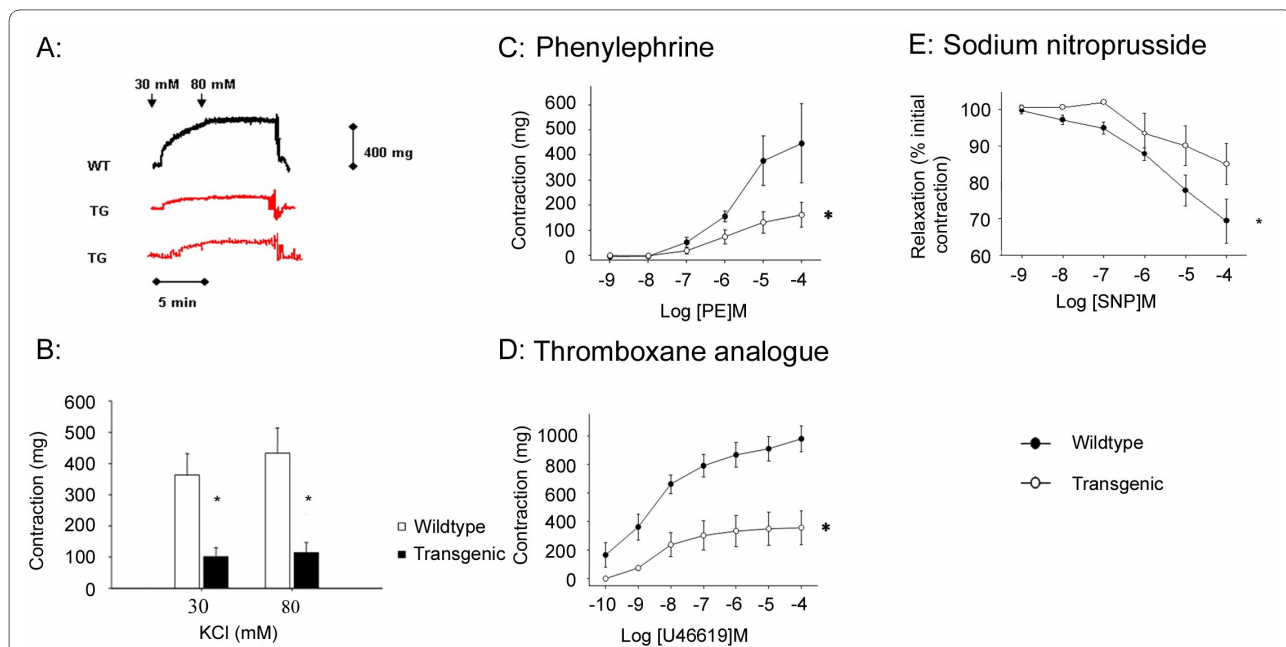 A:
30 mM 80 mM
WT
400 mg
TG
TG
5 min
B:
Contraction (mg)
600
500
400
300
200
100
0
30 80
KCl (mM)
Wildtype
Transgenic
*
*
C: Phenylephrine
Contraction (mg)
600
500
400
300
200
100
0
*
-9 -8 -7 -6 -5 -4
Log [PE]M
D: Thromboxane analogue
Contraction (mg)
1000
800
600
400
200
0
*
-10 -9 -8 -7 -6 -5 -4
Log [U46619]M
E: Sodium nitroprusside
Relaxation (% initial
contraction)
100
90
80
70
60
*
-9 -8 -7 -6 -5 -4
Log [SNP]M
Wildtype
Transgenic